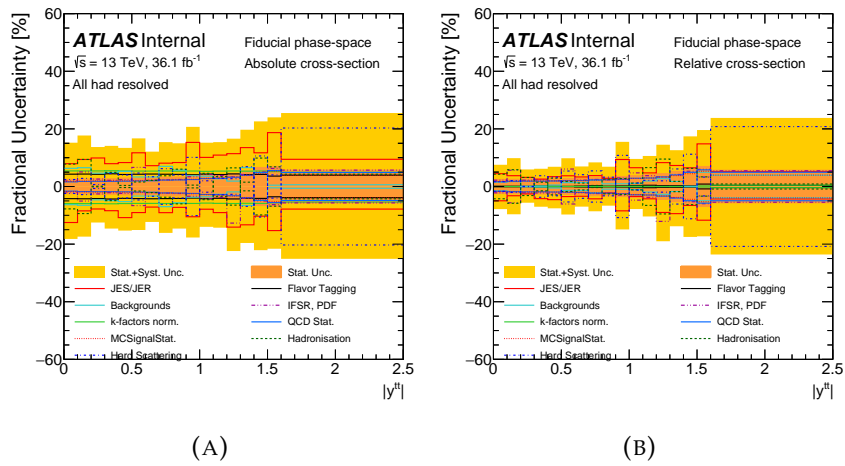 Fractional Uncertainty [%]
60
40
20
0
−20
−40
−60
ATLAS Internal
√s = 13 TeV, 36.1 fb-1
All had resolved
Fiducial phase-space
Absolute cross-section
Stat.+Syst. Unc.
Stat. Unc.
JES/JER
Flavor Tagging
Backgrounds
IFSR, PDF
k-factors norm.
QCD Stat.
MCSignalStat.
Hadronisation
Hard Scattering
0 0.5 1 1.5 2 2.5
|y^tt|
(A)
Fractional Uncertainty [%]
60
40
20
0
−20
−40
−60
ATLAS Internal
√s = 13 TeV, 36.1 fb-1
All had resolved
Fiducial phase-space
Relative cross-section
Stat.+Syst. Unc.
Stat. Unc.
JES/JER
Flavor Tagging
Backgrounds
IFSR, PDF
k-factors norm.
QCD Stat.
MCSignalStat.
Hadronisation
Hard Scattering
0 0.5 1 1.5 2 2.5
|y^tt|
(B)